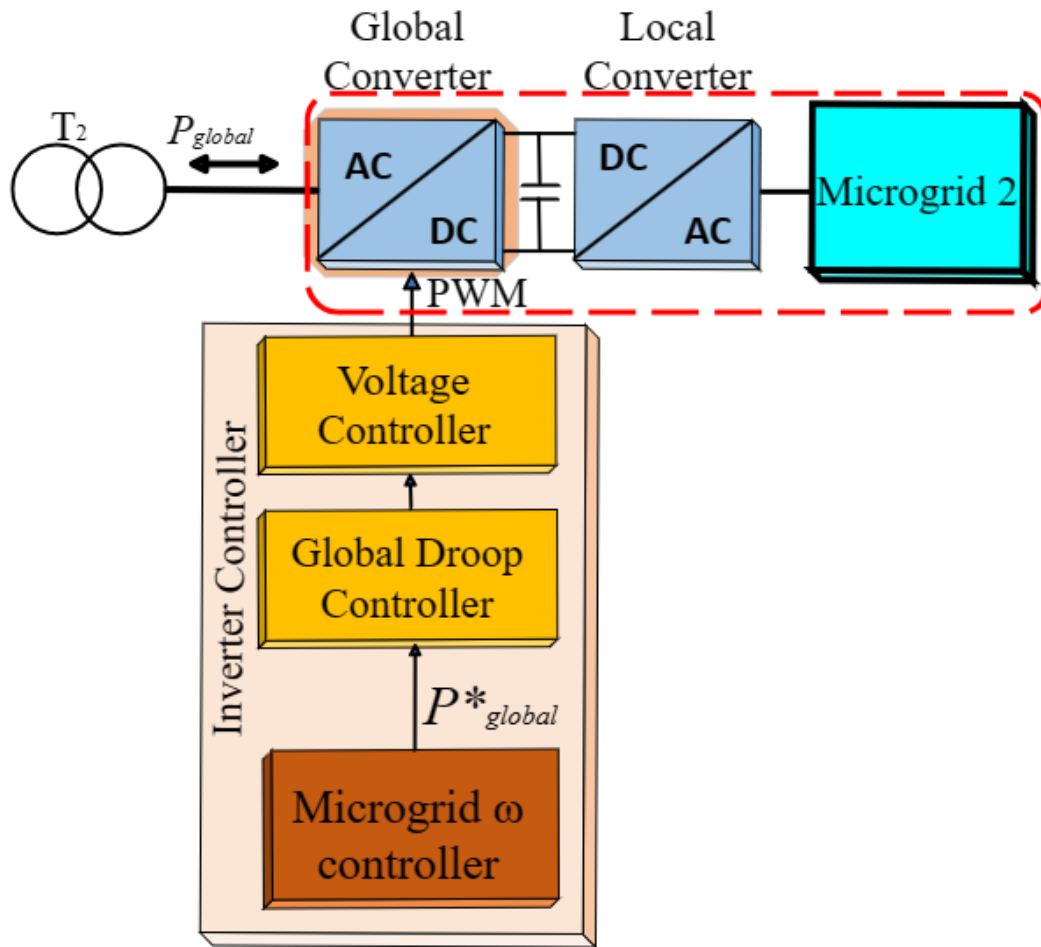 Global
Converter
Local
Converter
T2
Pglobal
AC
DC
DC
AC
Microgrid 2
PWM
Inverter Controller
Voltage
Controller
Global Droop
Controller
P*global
Microgrid ω
controller